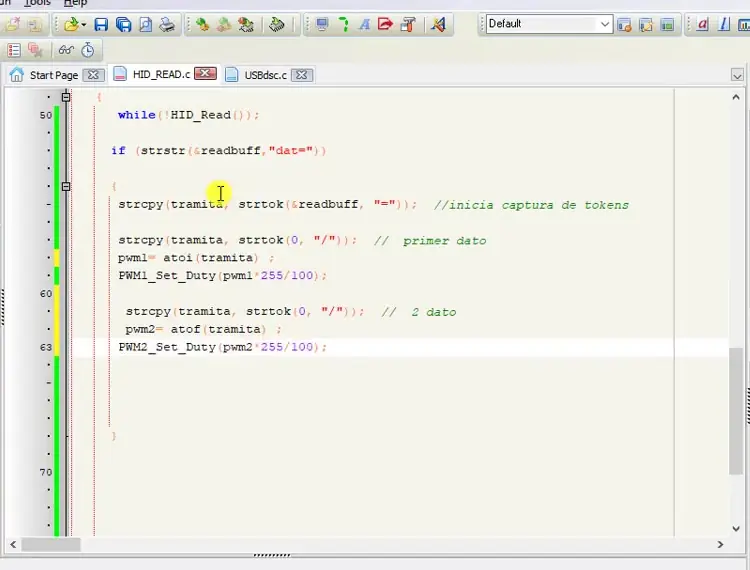 Tools Help
Default
Start Page HID_READ.c USBdsc.c
{
50 while(!HID_Read());
if (strstr(&readbuff,"dat="))
{
strcpy(tramita, strtok(&readbuff, "=")); //inicia captura de tokens
strcpy(tramita, strtok(0, "/")); // primer dato
pwm1= atoi(tramita) ;
PWM1_Set_Duty(pwm1*255/100);
60
strcpy(tramita, strtok(0, "/")); // 2 dato
pwm2= atof(tramita) ;
63 PWM2_Set_Duty(pwm2*255/100);
}
70